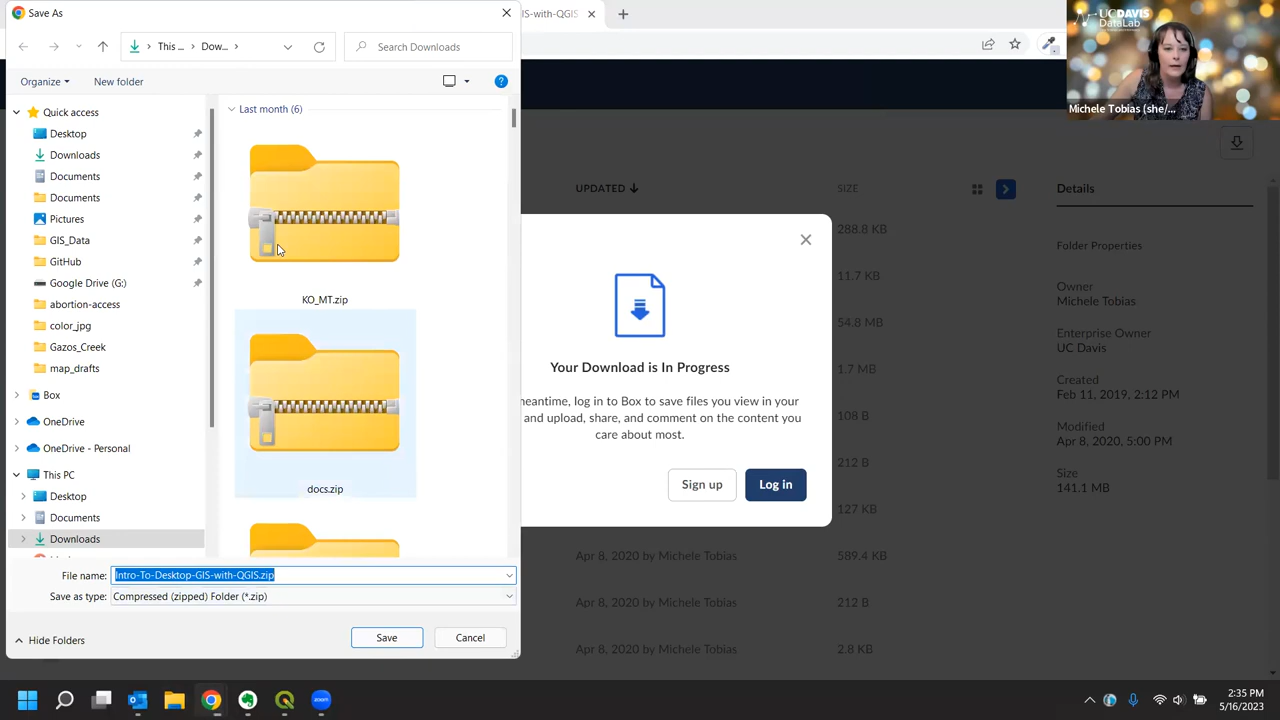 Save As
GIS-with-QGIS
UCDAVIS
DataLab
This ... Dow...
Search Downloads
Organize
New folder
Michele Tobias (she/...
Quick access
Last month (6)
Desktop
Downloads
Documents
Documents
Pictures
GIS_Data
GitHub
Google Drive (G:)
abortion-access
color_jpg
Gazos_Creek
map_drafts
Box
OneDrive
OneDrive - Personal
This PC
Desktop
Documents
Downloads
KO_MT.zip
docs.zip
File name: Intro-To-Desktop-GIS-with-QGIS.zip
Save as type: Compressed (zipped) Folder (*.zip)
Hide Folders
Save
Cancel
UPDATED
SIZE
288.8 KB
11.7 KB
54.8 MB
1.7 MB
108 B
212 B
127 KB
Apr 8, 2020 by Michele Tobias 589.4 KB
Apr 8, 2020 by Michele Tobias 212 B
Apr 8, 2020 by Michele Tobias 2.8 KB
Your Download is In Progress
meantime, log in to Box to save files you view in your
and upload, share, and comment on the content you
care about most.
Sign up
Log in
Details
Folder Properties
Owner
Michele Tobias
Enterprise Owner
UC Davis
Created
Feb 11, 2019, 2:12 PM
Modified
Apr 8, 2020, 5:00 PM
Size
141.1 MB
zoom
2:35 PM
5/16/2023